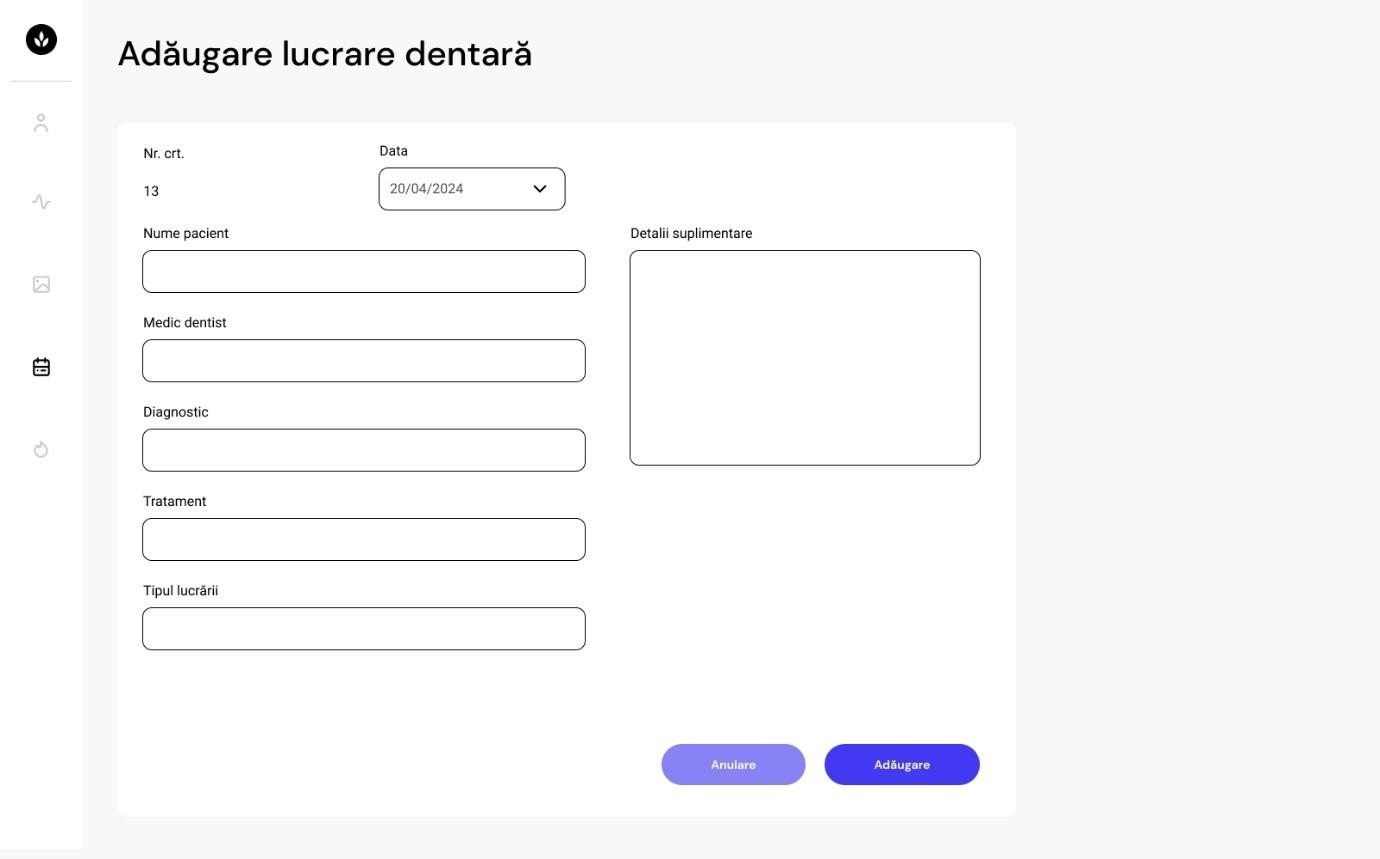 Adăugare lucrare dentară
Nr. crt.
Data
13
20/04/2024
Nume pacient
Detalii suplimentare
Medic dentist
Diagnostic
Tratament
Tipul lucrării
Anulare
Adăugare